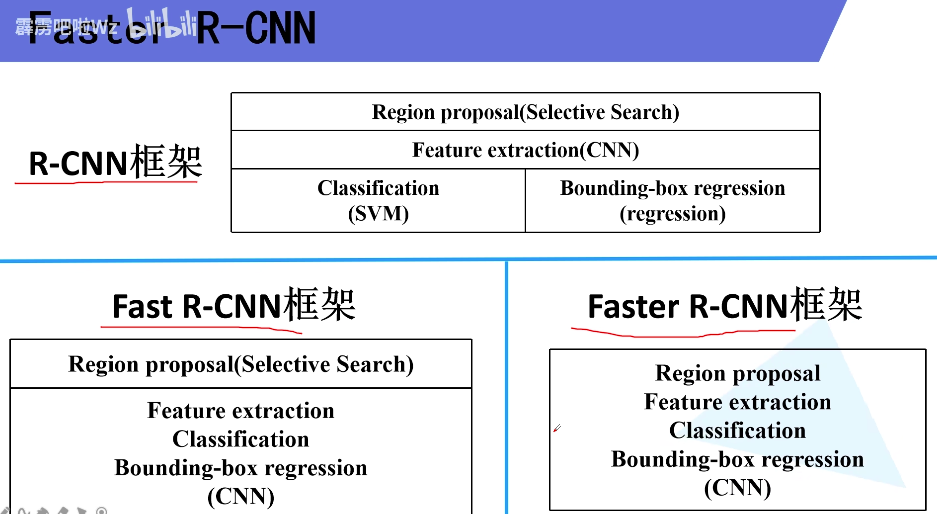 Faster R-CNN
霹雳吧啦Wz bilibili
R-CNN框架
Region proposal(Selective Search)
Feature extraction(CNN)
Classification
(SVM)
Bounding-box regression
(regression)
Fast R-CNN框架
Region proposal(Selective Search)
Feature extraction
Classification
Bounding-box regression
(CNN)
Faster R-CNN框架
Region proposal
Feature extraction
Classification
Bounding-box regression
(CNN)